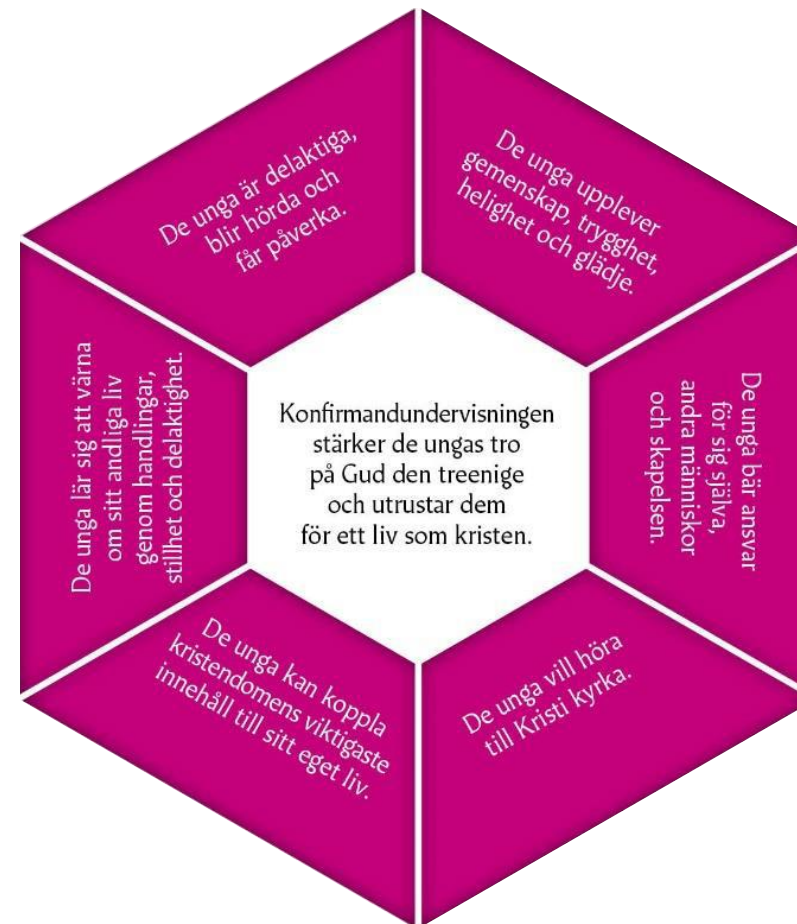 De unga är delaktiga,
blir hörda och
får påverka.
De unga upplever
gemenskap, trygghet,
helighet och glädje.
De unga lär sig att värna
om sitt andliga liv
genom handlingar,
stillhet och delaktighet.
Konfirmandundervisningen
stärker de ungas tro
på Gud den treenige
och utrustar dem
för ett liv som kristen.
De unga bär ansvar
för sig själva,
andra människor
och skapelsen.
De unga kan koppla
kristendomens viktigaste
innehåll till sitt eget liv.
De unga vill höra
till Kristi kyrka.